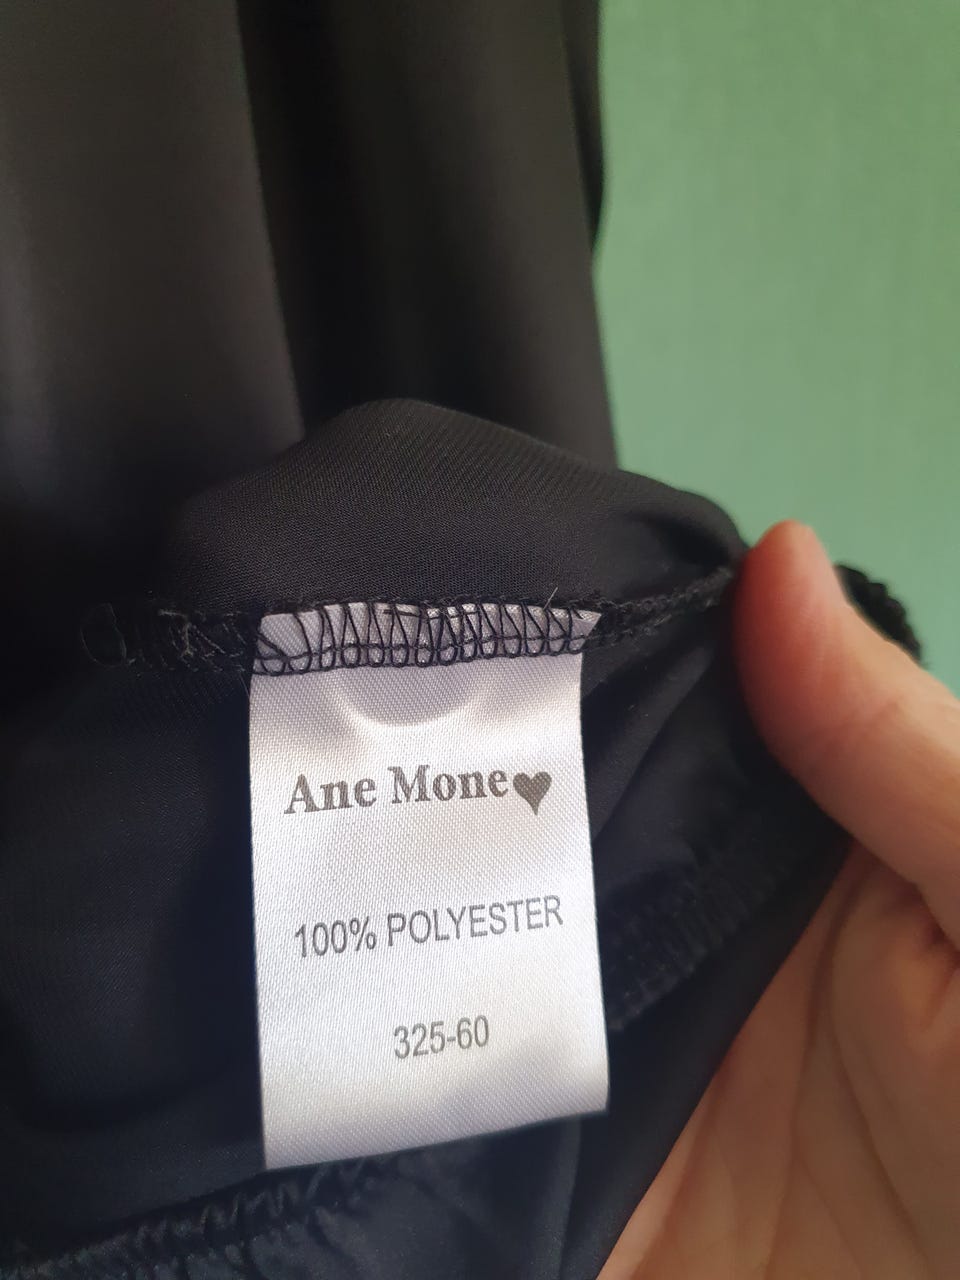 Ane Mone♥
100% POLYESTER
325-60